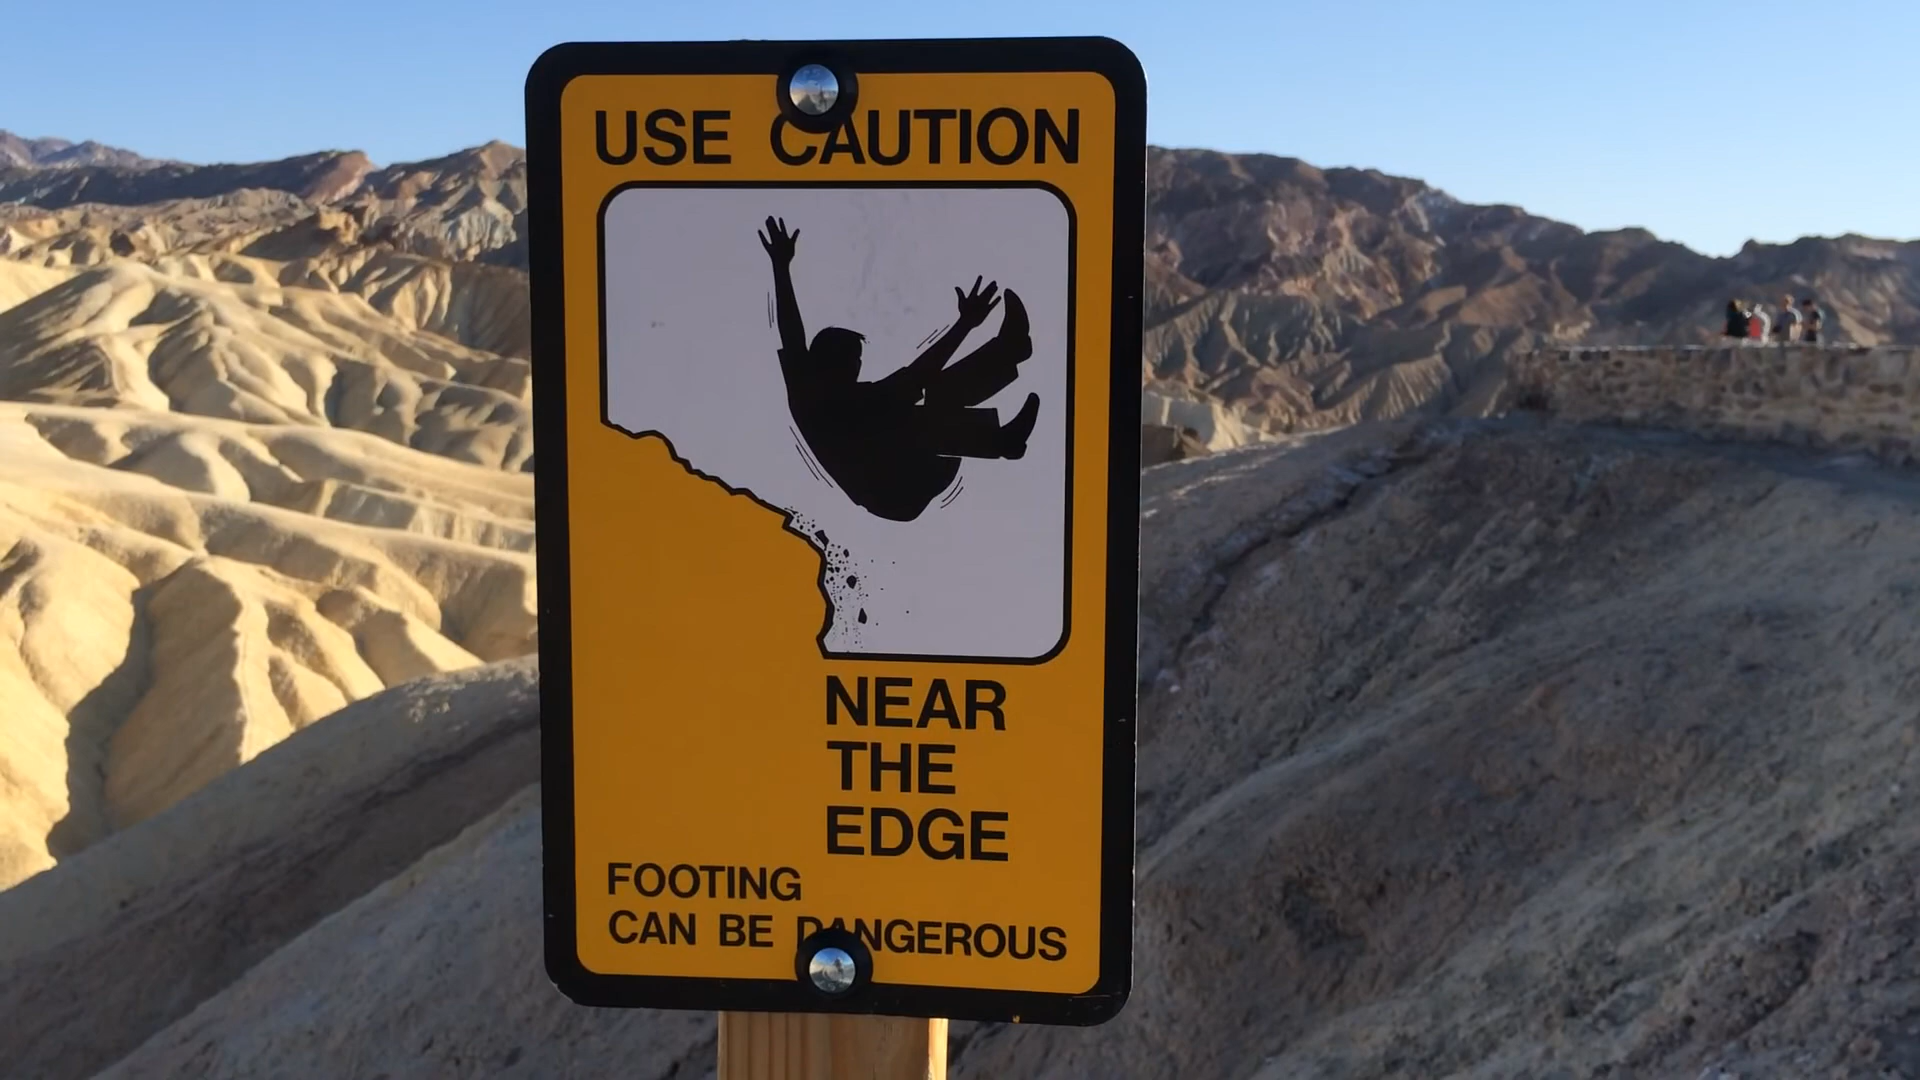 USE CAUTION
NEAR
THE
EDGE
FOOTING
CAN BE DANGEROUS